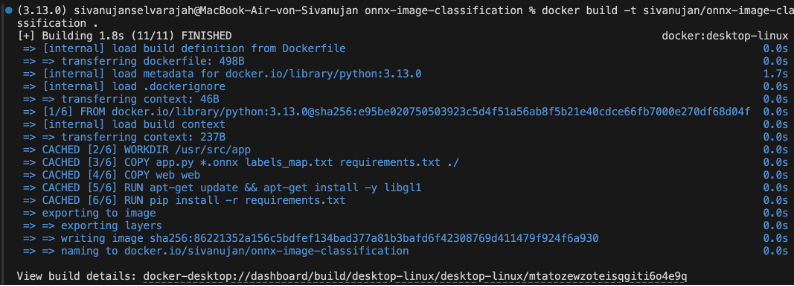 (3.13.0) sivanujanselvarajah@MacBook-Air-von-Sivanujan onnx-image-classification % docker build -t sivanujan/onnx-image-cla
ssification .
[+] Building 1.8s (11/11) FINISHED docker:desktop-linux
=> [internal] load build definition from Dockerfile 0.0s
=> => transferring dockerfile: 498B 0.0s
=> [internal] load metadata for docker.io/library/python:3.13.0 1.7s
=> [internal] load .dockerignore 0.0s
=> => transferring context: 46B 0.0s
=> [1/6] FROM docker.io/library/python:3.13.0@sha256:e95be020750503923c5d4f51a56ab8f5b21e40cdce66fb7000e270df68d04f 0.0s
=> [internal] load build context 0.0s
=> => transferring context: 237B 0.0s
=> CACHED [2/6] WORKDIR /usr/src/app 0.0s
=> CACHED [3/6] COPY app.py *.onnx labels_map.txt requirements.txt ./ 0.0s
=> CACHED [4/6] COPY web web 0.0s
=> CACHED [5/6] RUN apt-get update && apt-get install -y libgl1 0.0s
=> CACHED [6/6] RUN pip install -r requirements.txt 0.0s
=> exporting to image 0.0s
=> => exporting layers 0.0s
=> => writing image sha256:86221352a156c5bdfef134bad377a81b3bafd6f42308769d411479f924f6a930 0.0s
=> => naming to docker.io/sivanujan/onnx-image-classification 0.0s
View build details: docker-desktop://dashboard/build/desktop-linux/desktop-linux/mtatozewzoteisqgiti6o4e9q